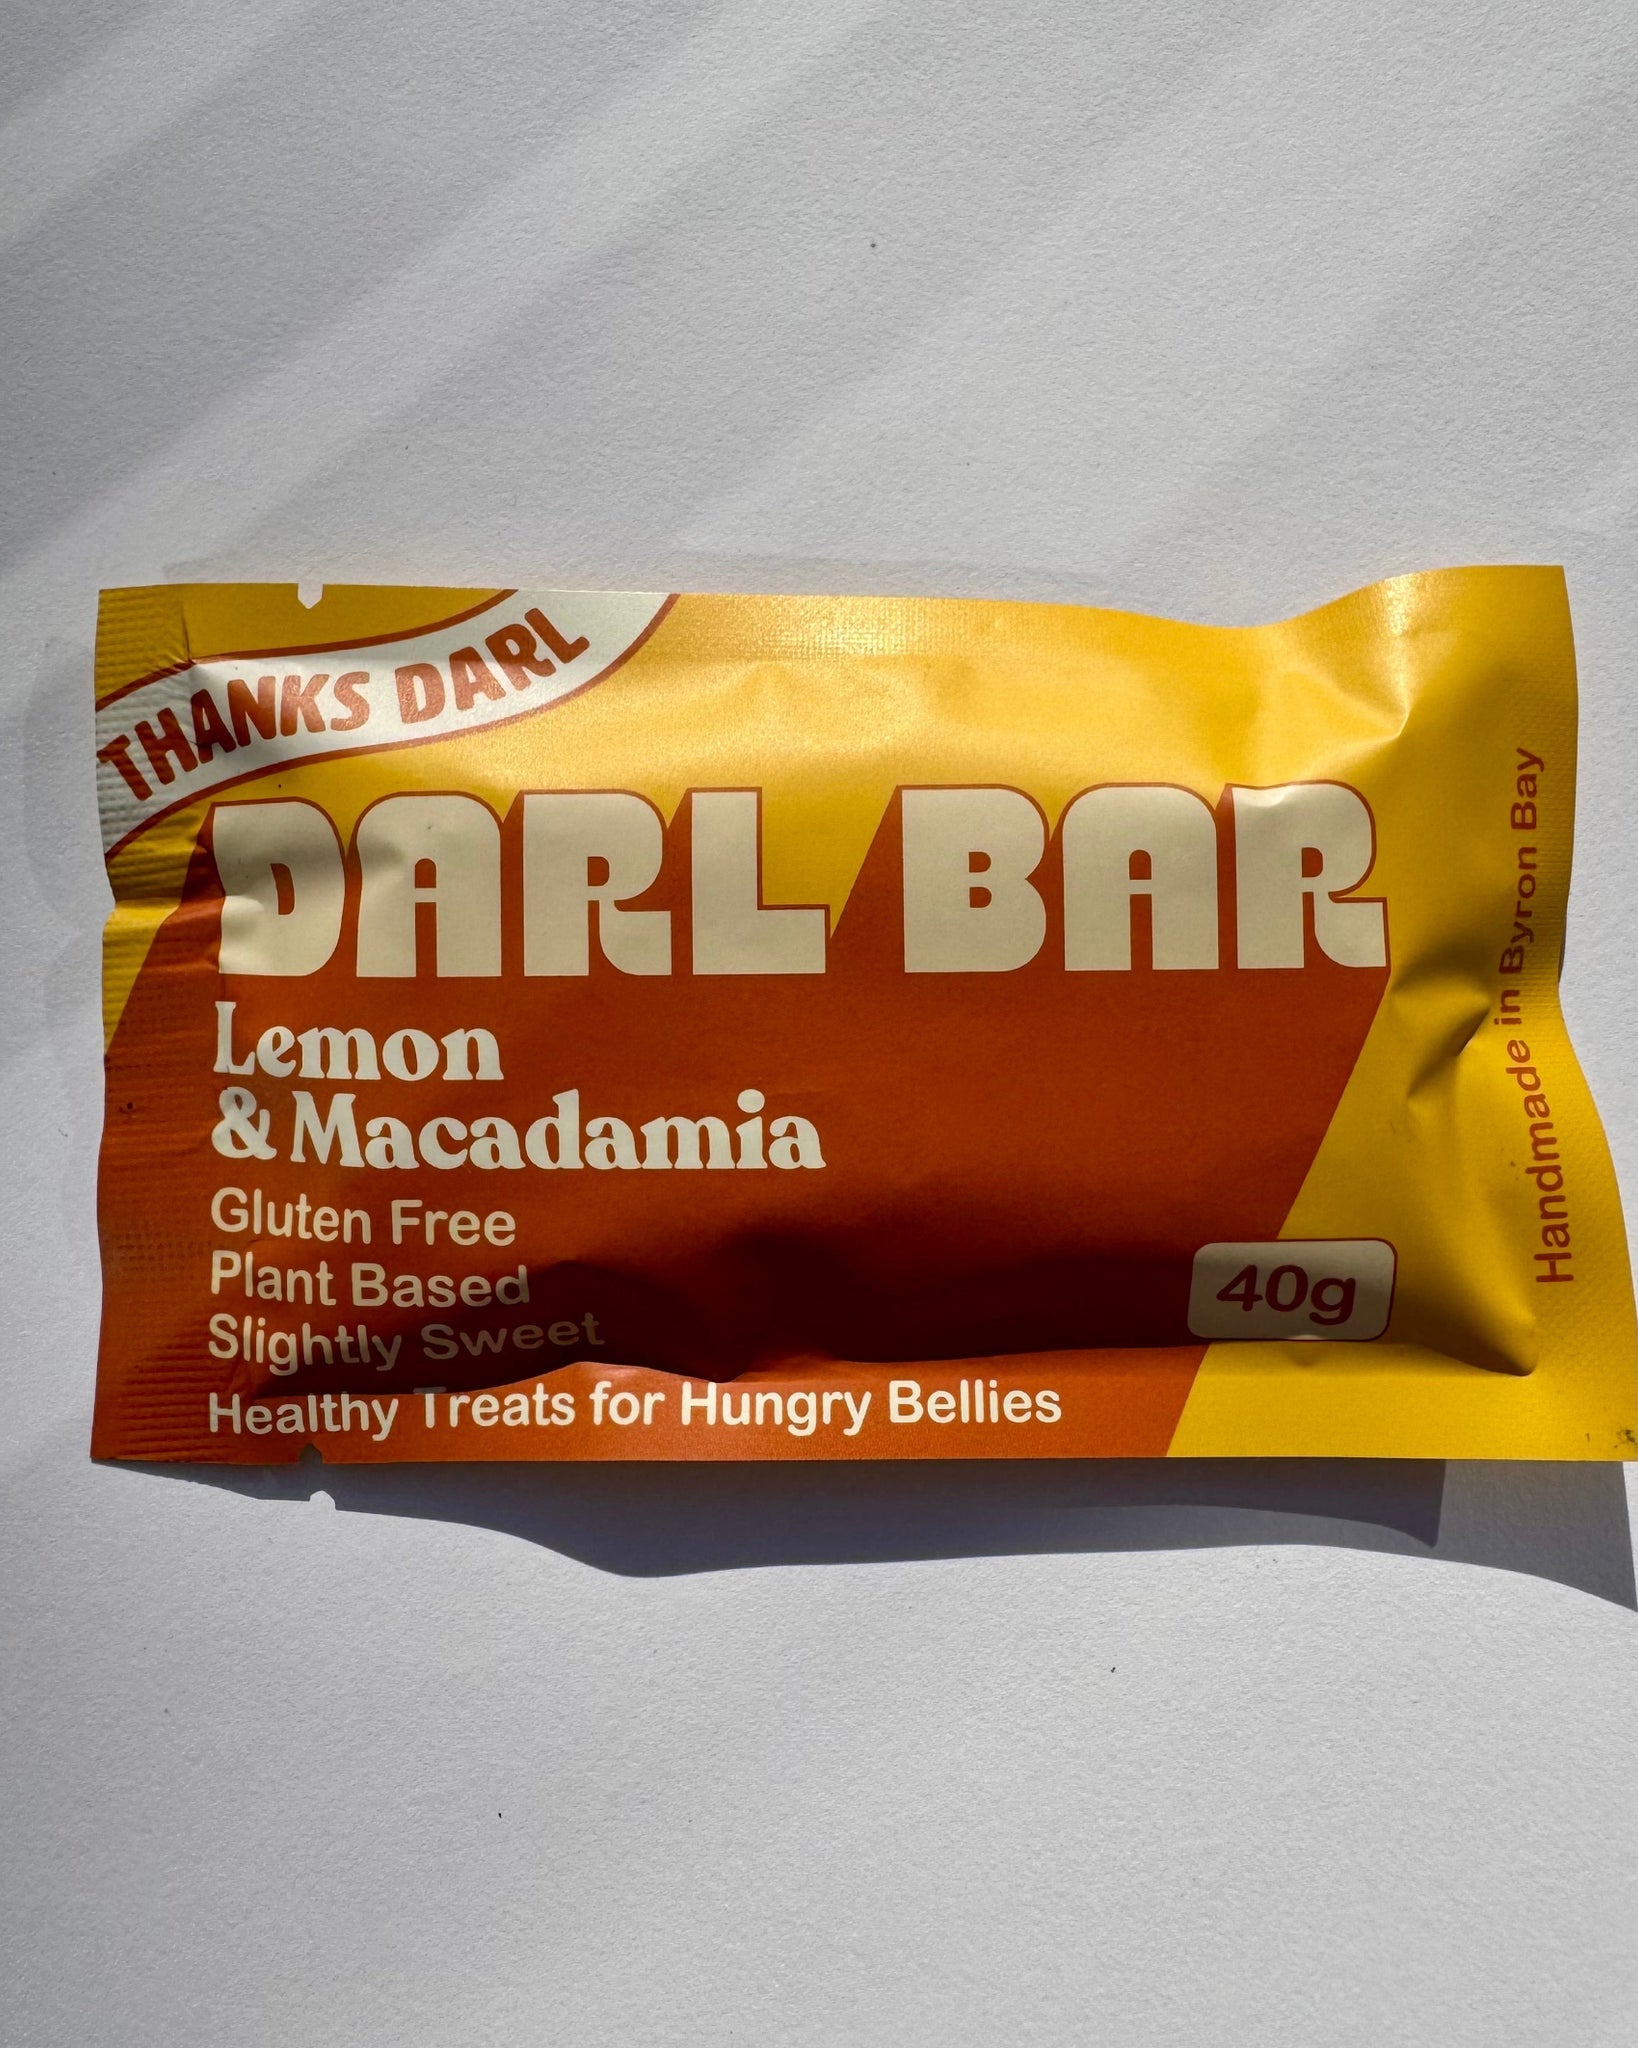 THANKS DARL
DARL BAR
Lemon
& Macadamia
Gluten Free
Plant Based
Slightly Sweet
Healthy Treats for Hungry Bellies
40g
Handmade in Byron Bay